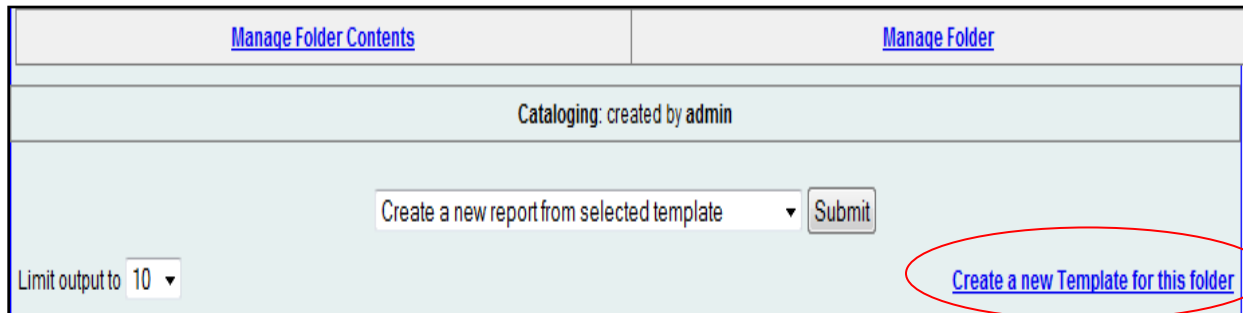 Manage Folder Contents Manage Folder
Cataloging: created by admin
Create a new report from selected template Submit
Limit output to 10 Create a new Template for this folder